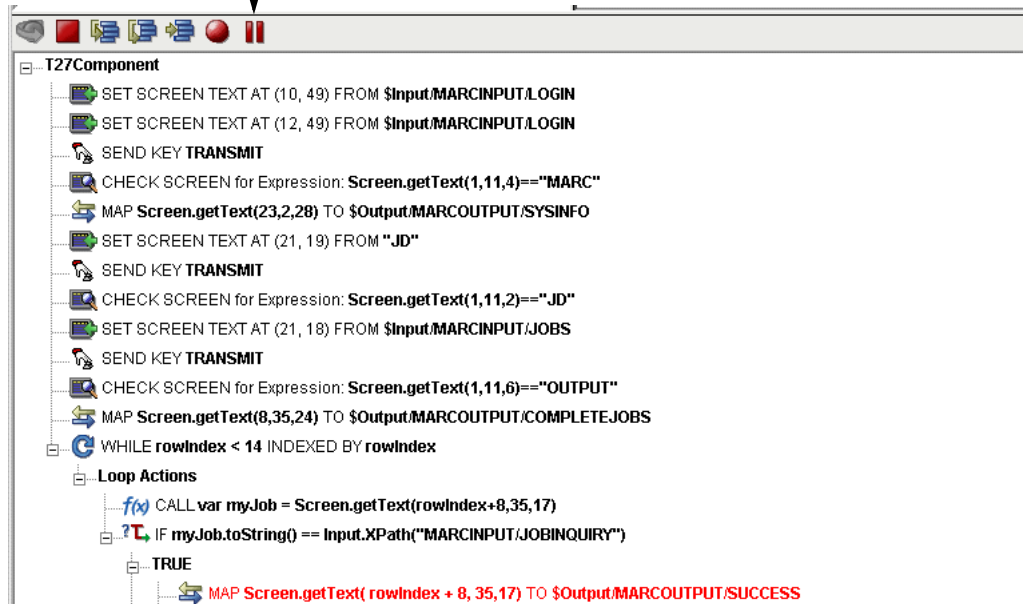 T27Component
SET SCREEN TEXT AT (10, 49) FROM $Input/MARCINPUT/LOGIN
SET SCREEN TEXT AT (12, 49) FROM $Input/MARCINPUT/LOGIN
SEND KEY TRANSMIT
CHECK SCREEN for Expression: Screen.getText(1,11,4)=="MARC"
MAP Screen.getText(23,2,28) TO $Output/MARCOUTPUT/SYSINFO
SET SCREEN TEXT AT (21, 19) FROM "JD"
SEND KEY TRANSMIT
CHECK SCREEN for Expression: Screen.getText(1,11,2)=="JD"
SET SCREEN TEXT AT (21, 18) FROM $Input/MARCINPUT/JOBS
SEND KEY TRANSMIT
CHECK SCREEN for Expression: Screen.getText(1,11,6)=="OUTPUT"
MAP Screen.getText(8,35,24) TO $Output/MARCOUTPUT/COMPLETEJOBS
WHILE rowIndex < 14 INDEXED BY rowIndex
Loop Actions
f(x) CALL var myJob = Screen.getText(rowIndex+8,35,17)
? IF myJob.toString() == Input.XPath("MARCINPUT/JOBINQUIRY")
TRUE
MAP Screen.getText( rowIndex + 8, 35,17) TO $Output/MARCOUTPUT/SUCCESS